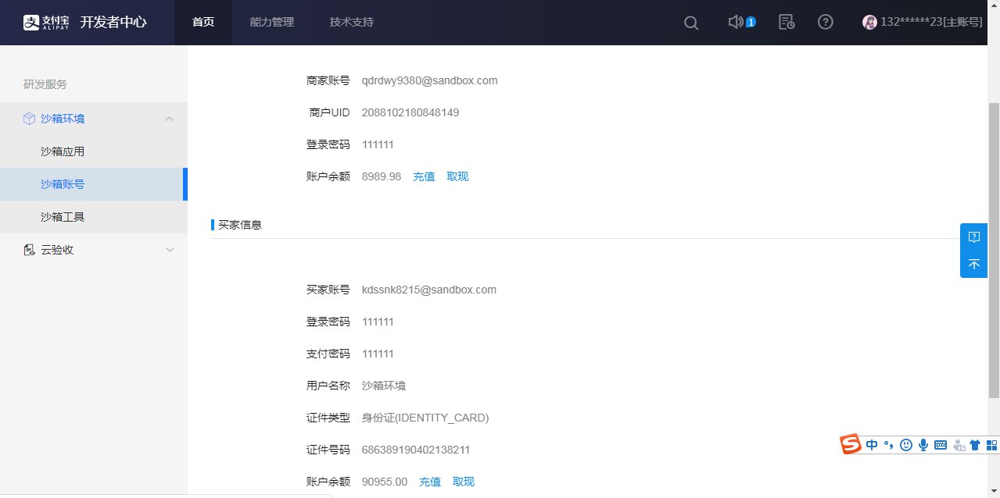 支付宝 ALIPAY 开发者中心 首页 能力管理 技术支持 1 132******23[主账号]
研发服务
沙箱环境
沙箱应用
沙箱账号
沙箱工具
云验收
商家账号 qdrdwy9380@sandbox.com
商户UID 2088102180848149
登录密码 111111
账户余额 8989.98 充值 取现
买家信息
买家账号 kdssnk8215@sandbox.com
登录密码 111111
支付密码 111111
用户名称 沙箱环境
证件类型 身份证(IDENTITY_CARD)
证件号码 686389190402138211
账户余额 90955.00 充值 取现
中